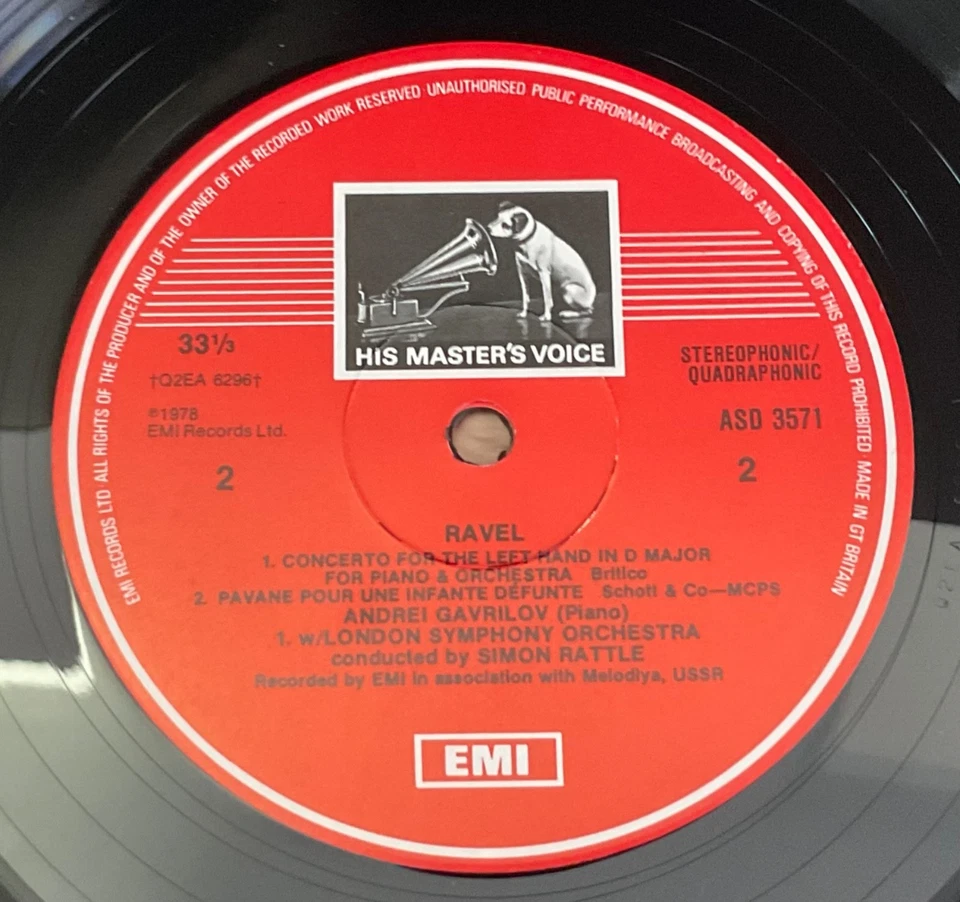 EMI RECORDS LTD · ALL RIGHTS OF THE PRODUCER AND OF THE OWNER OF THE RECORDED WORK RESERVED · UNAUTHORISED PUBLIC PERFORMANCE BROADCASTING AND COPYING OF THIS RECORD PROHIBITED · MADE IN GT BRITAIN
HIS MASTER'S VOICE
33⅓
STEREOPHONIC/
QUADRAPHONIC
†Q2EA 6296†
℗1978
EMI Records Ltd.
ASD 3571
2
2
RAVEL
1. CONCERTO FOR THE LEFT HAND IN D MAJOR
FOR PIANO & ORCHESTRA Britico
2. PAVANE POUR UNE INFANTE DÉFUNTE Schott & Co—MCPS
ANDREI GAVRILOV (Piano)
1. w/LONDON SYMPHONY ORCHESTRA
conducted by SIMON RATTLE
Recorded by EMI in association with Melodiya, USSR
EMI